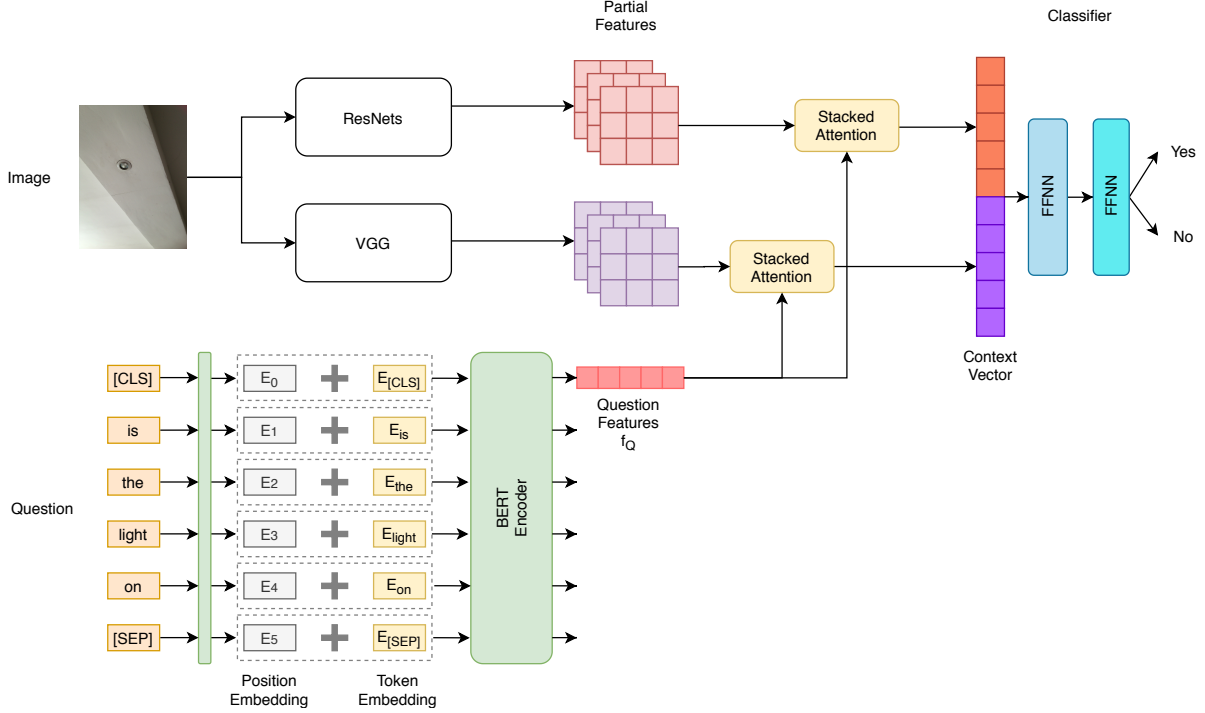 Partial
Features
Classifier
Image
ResNets
VGG
Stacked
Attention
Stacked
Attention
FFNN
FFNN
Yes
No
Context
Vector
Question
[CLS]
E0
E[CLS]
is
E1
Eis
the
E2
Ethe
light
E3
Elight
on
E4
Eon
[SEP]
E5
E[SEP]
BERT
Encoder
Question
Features
fQ
Position
Embedding
Token
Embedding